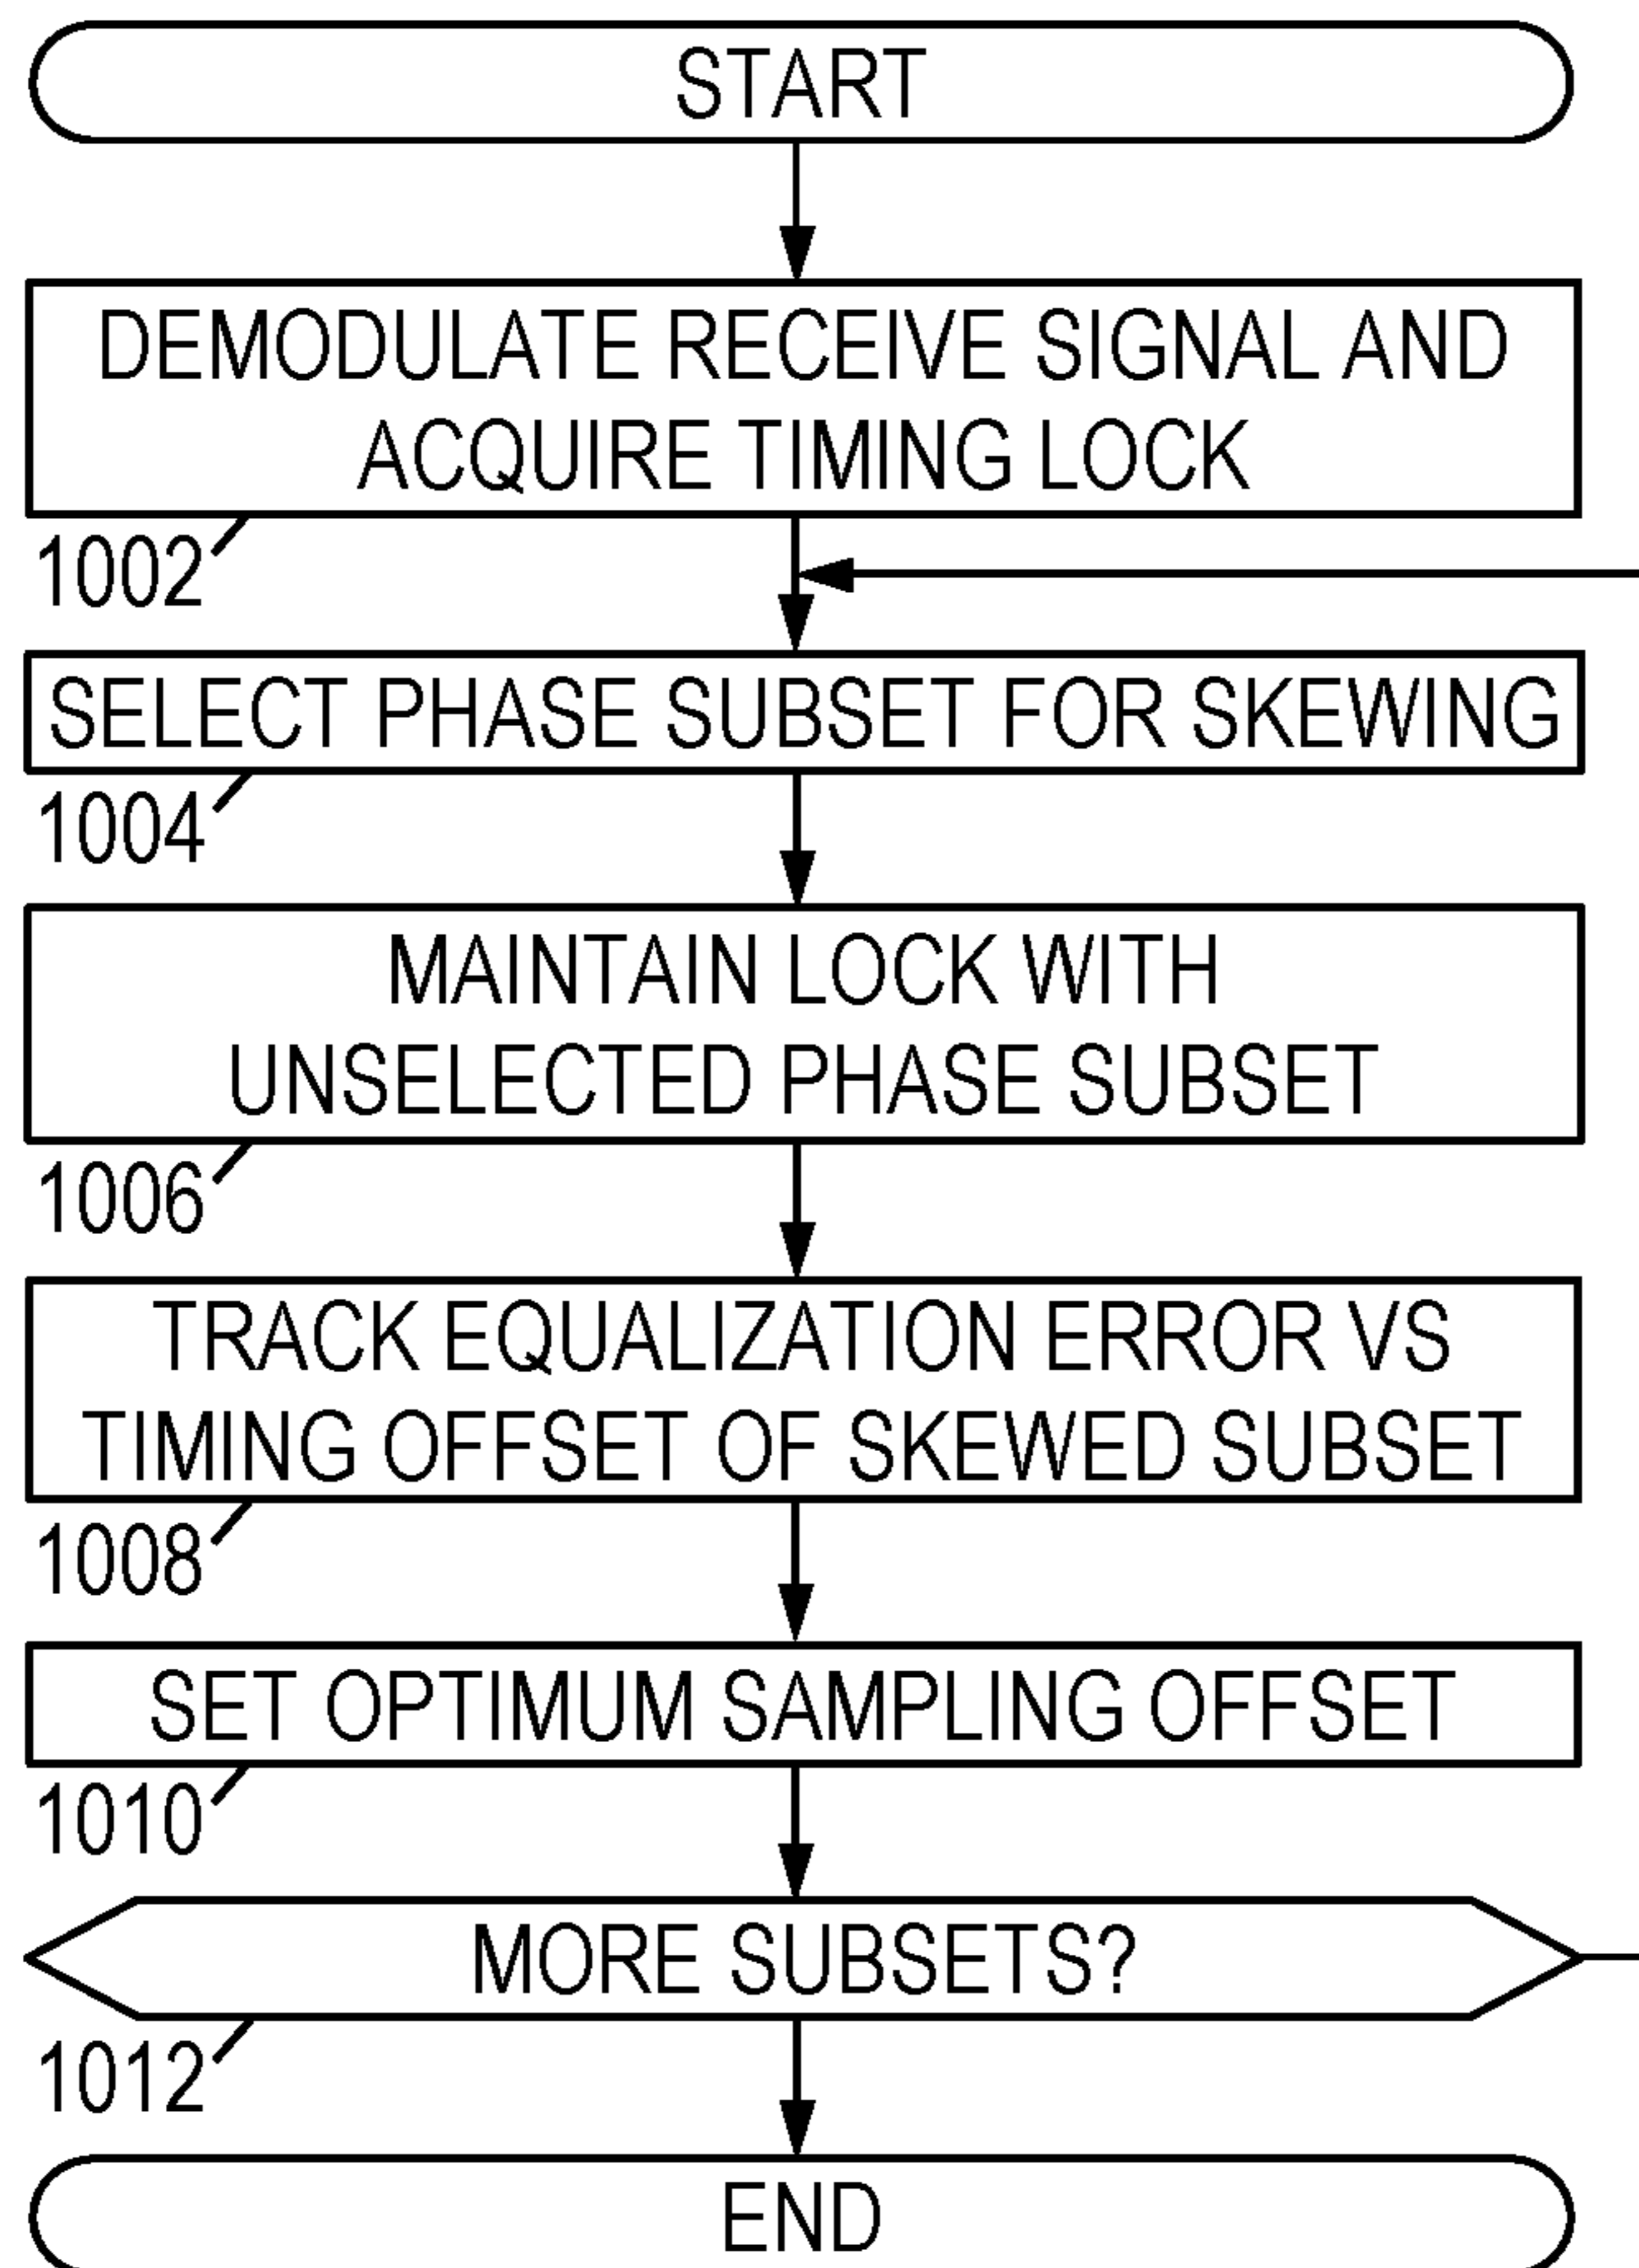 START
DEMODULATE RECEIVE SIGNAL AND
ACQUIRE TIMING LOCK
1002
SELECT PHASE SUBSET FOR SKEWING
1004
MAINTAIN LOCK WITH
UNSELECTED PHASE SUBSET
1006
TRACK EQUALIZATION ERROR VS
TIMING OFFSET OF SKEWED SUBSET
1008
SET OPTIMUM SAMPLING OFFSET
1010
MORE SUBSETS?
1012
END